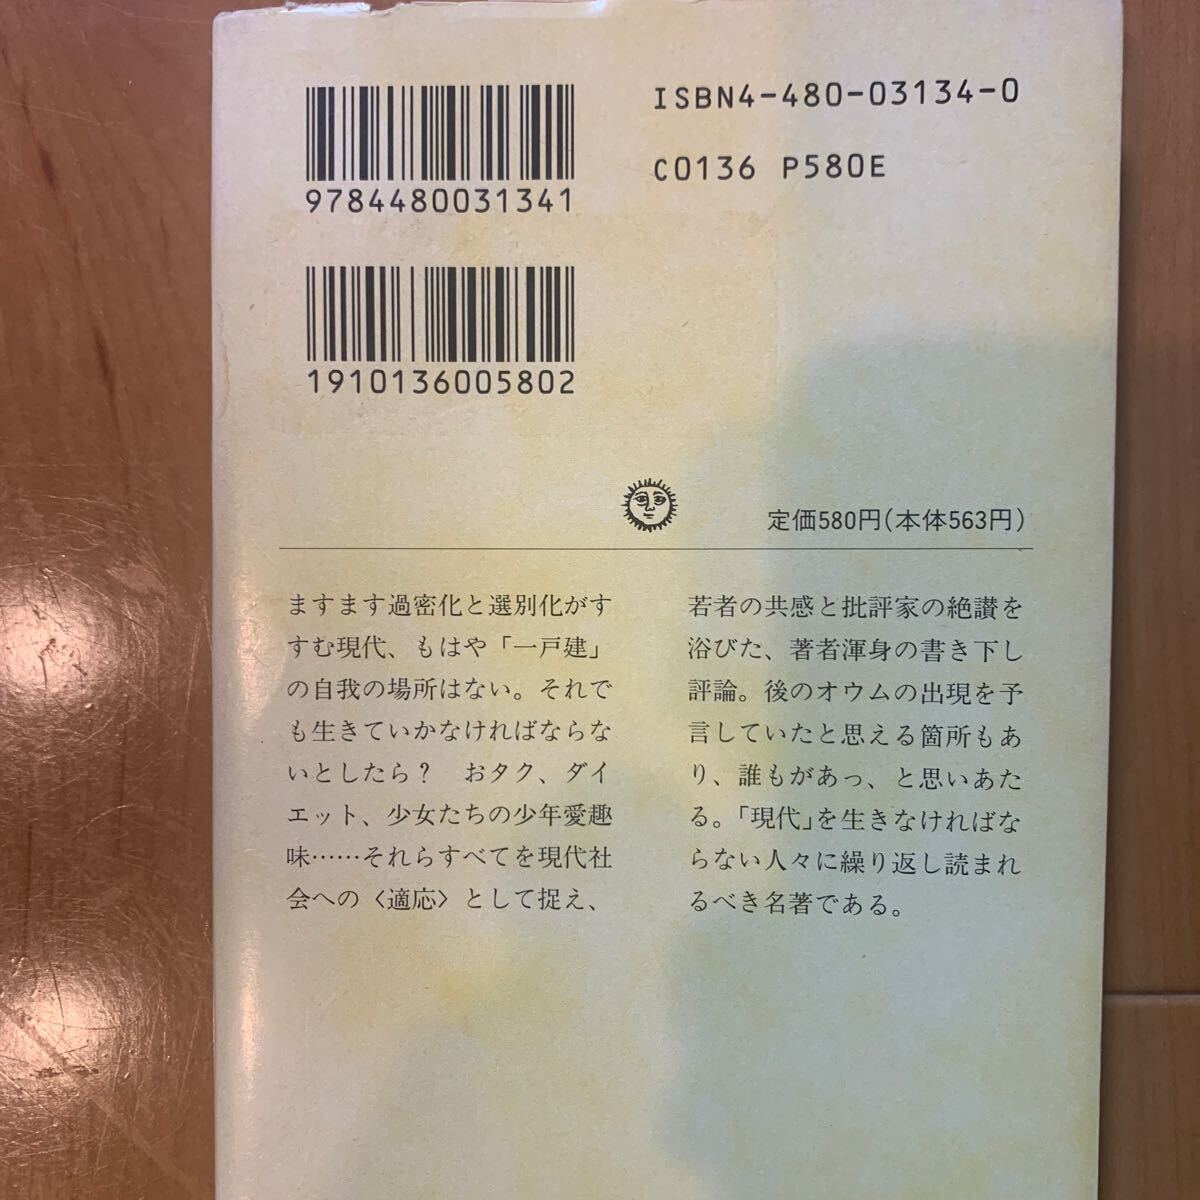 ISBN4-480-03134-0
C0136 P580E
9784480031341
1910136005802
定価580円(本体563円)
ますます過密化と選別化がす
すむ現代、もはや「一戸建」
の自我の場所はない。それで
も生きていかなければならな
いとしたら？　おタク、ダイ
エット、少女たちの少年愛趣
味……それらすべてを現代社
会への〈適応〉として捉え、
若者の共感と批評家の絶讃を
浴びた、著者渾身の書き下し
評論。後のオウムの出現を予
言していたと思える箇所もあ
り、誰もがあっ、と思いあた
る。「現代」を生きなければな
らない人々に繰り返し読まれ
るべき名著である。